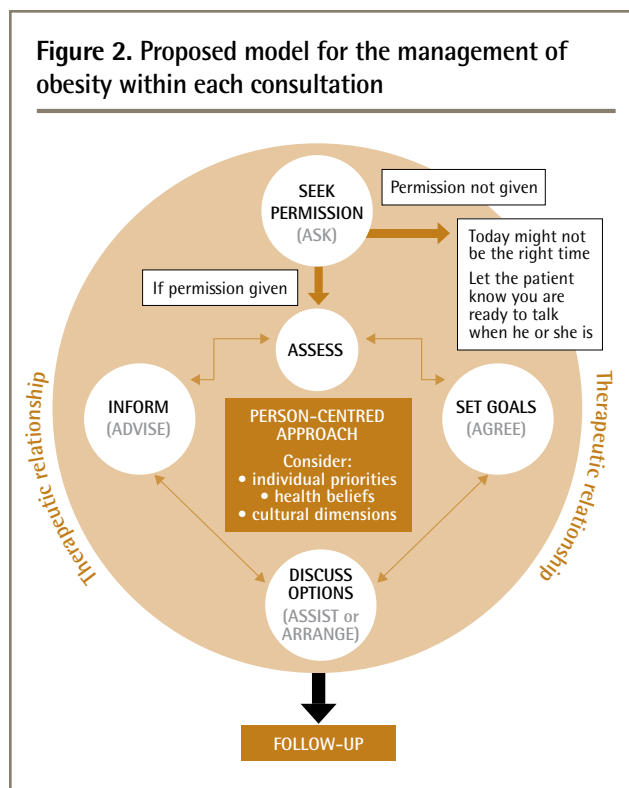 Figure 2. Proposed model for the management of
obesity within each consultation
SEEK
PERMISSION
(ASK)
Permission not given
Today might not
be the right time
Let the patient
know you are
ready to talk
when he or she is
If permission given
ASSESS
INFORM
(ADVISE)
SET GOALS
(AGREE)
PERSON-CENTRED
APPROACH
Consider:
• individual priorities
• health beliefs
• cultural dimensions
Therapeutic relationship
Therapeutic relationship
DISCUSS
OPTIONS
(ASSIST or
ARRANGE)
FOLLOW-UP